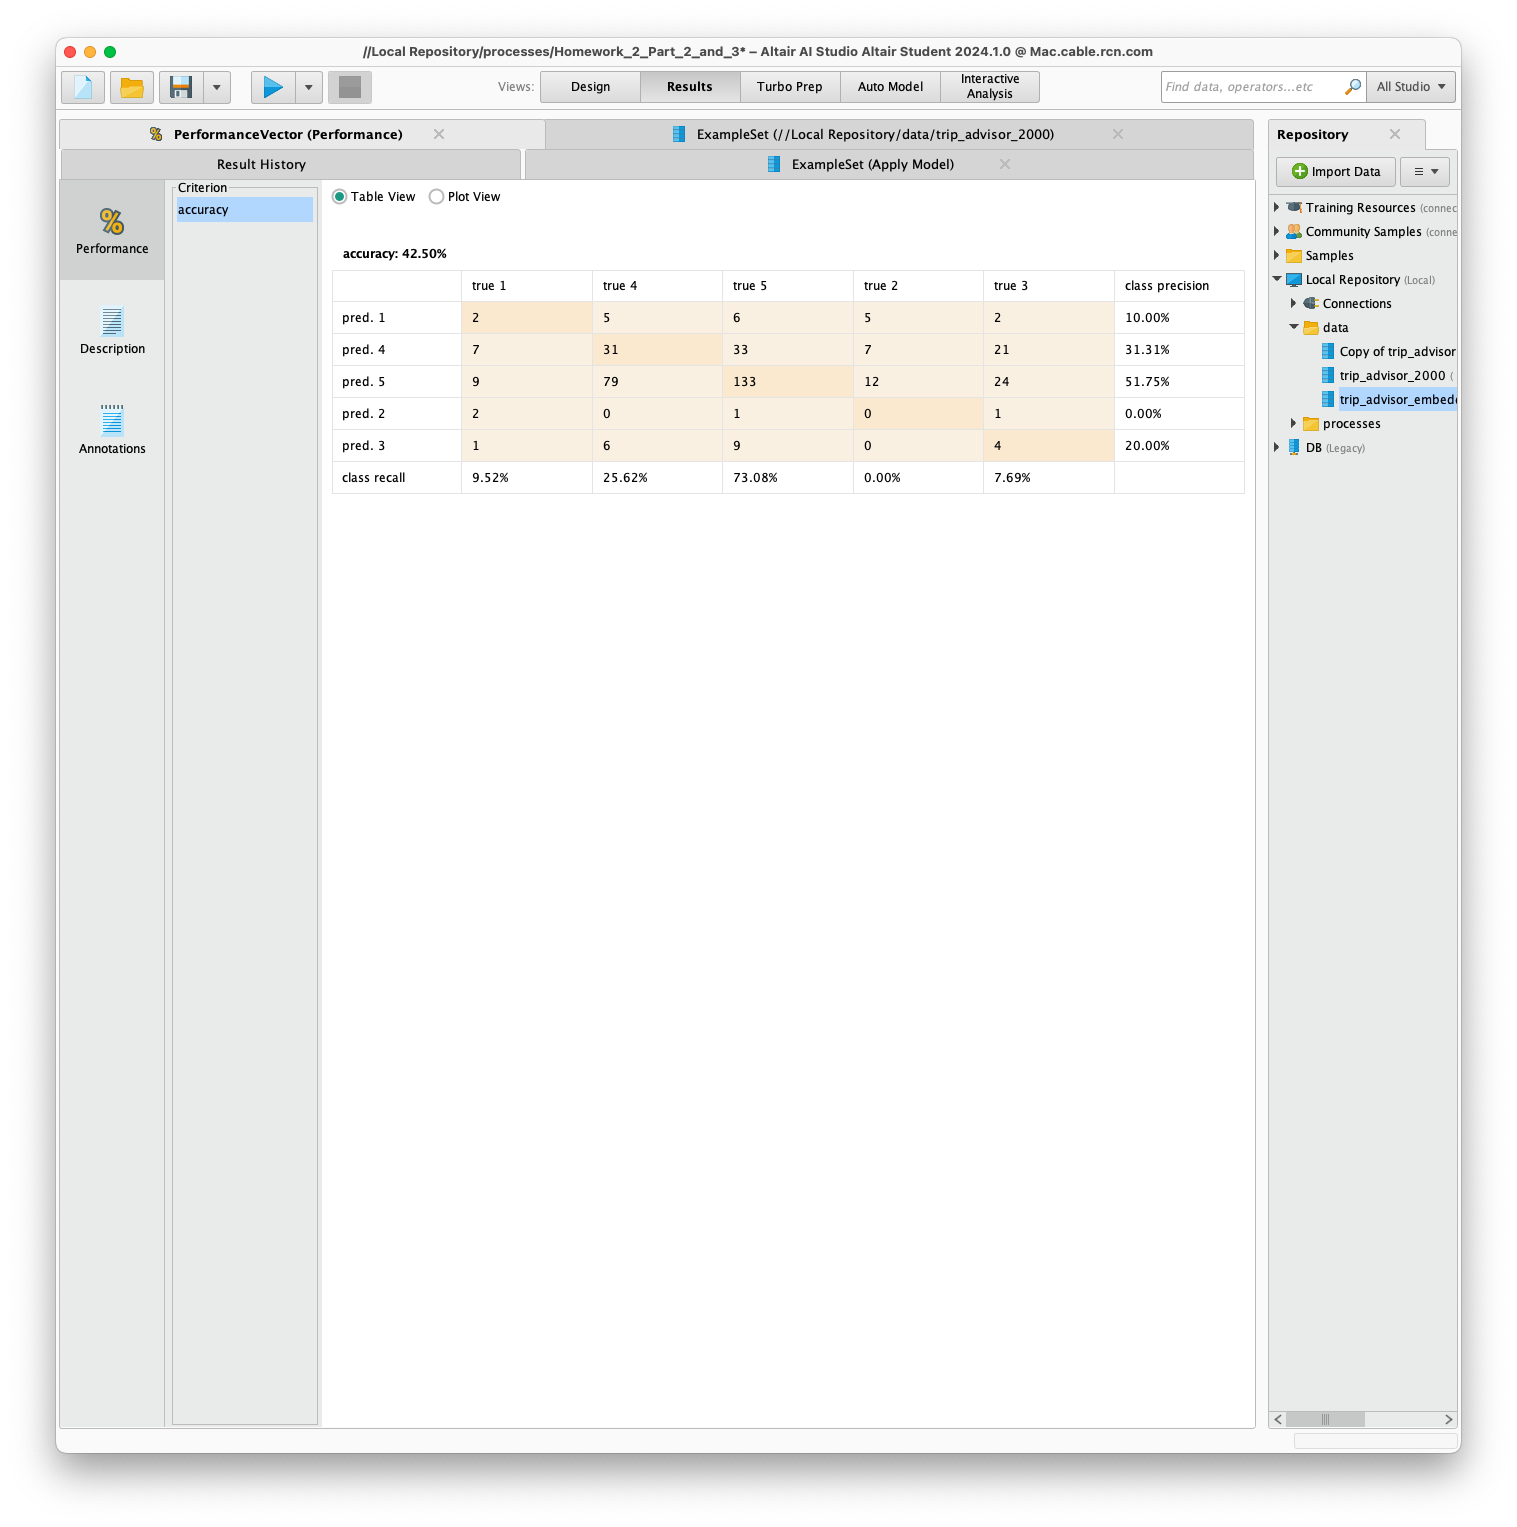 //Local Repository/processes/Homework_2_Part_2_and_3* – Altair AI Studio Altair Student 2024.1.0 @ Mac.cable.rcn.com
Views: Design Results Turbo Prep Auto Model Interactive Analysis Find data, operators...etc All Studio
PerformanceVector (Performance) ExampleSet (//Local Repository/data/trip_advisor_2000)
Result History ExampleSet (Apply Model)
Performance
Description
Annotations
Criterion
accuracy
Table View Plot View
accuracy: 42.50%
true 1 true 4 true 5 true 2 true 3 class precision
pred. 1 2 5 6 5 2 10.00%
pred. 4 7 31 33 7 21 31.31%
pred. 5 9 79 133 12 24 51.75%
pred. 2 2 0 1 0 1 0.00%
pred. 3 1 6 9 0 4 20.00%
class recall 9.52% 25.62% 73.08% 0.00% 7.69%
Repository
Import Data
Training Resources (connec
Community Samples (conne
Samples
Local Repository (Local)
Connections
data
Copy of trip_advisor
trip_advisor_2000 (
trip_advisor_embed
processes
DB (Legacy)